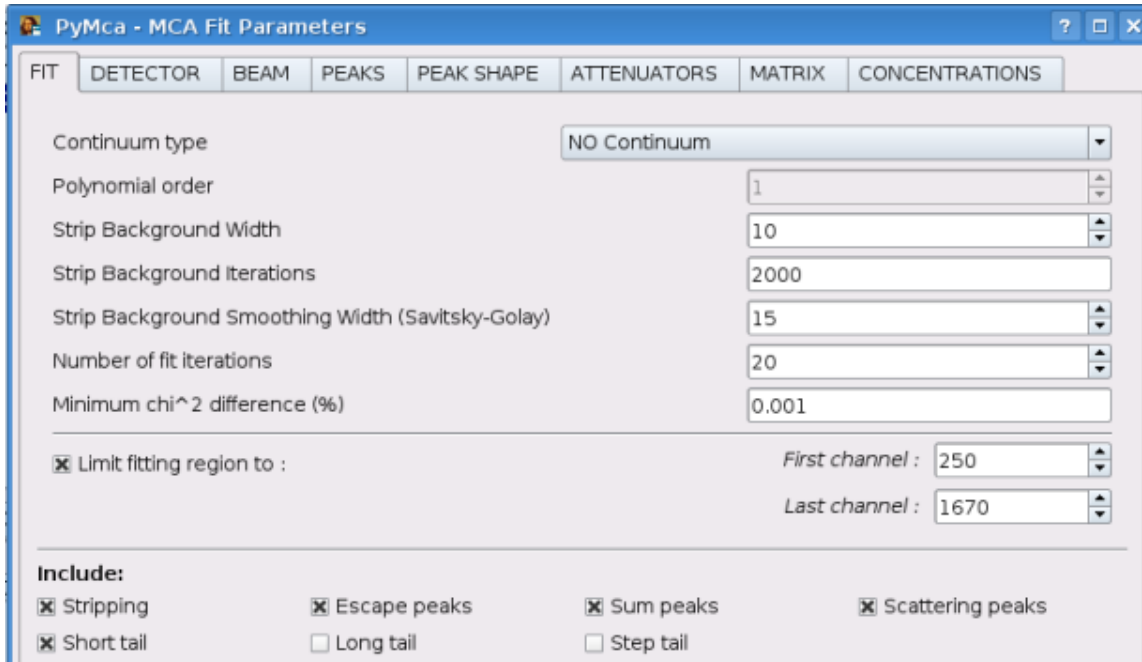 PyMca - MCA Fit Parameters ?
FIT DETECTOR BEAM PEAKS PEAK SHAPE ATTENUATORS MATRIX CONCENTRATIONS
Continuum type NO Continuum
Polynomial order 1
Strip Background Width 10
Strip Background Iterations 2000
Strip Background Smoothing Width (Savitsky-Golay) 15
Number of fit iterations 20
Minimum chi^2 difference (%) 0.001
Limit fitting region to : First channel : 250
Last channel : 1670
Include:
Stripping Escape peaks Sum peaks Scattering peaks
Short tail Long tail Step tail